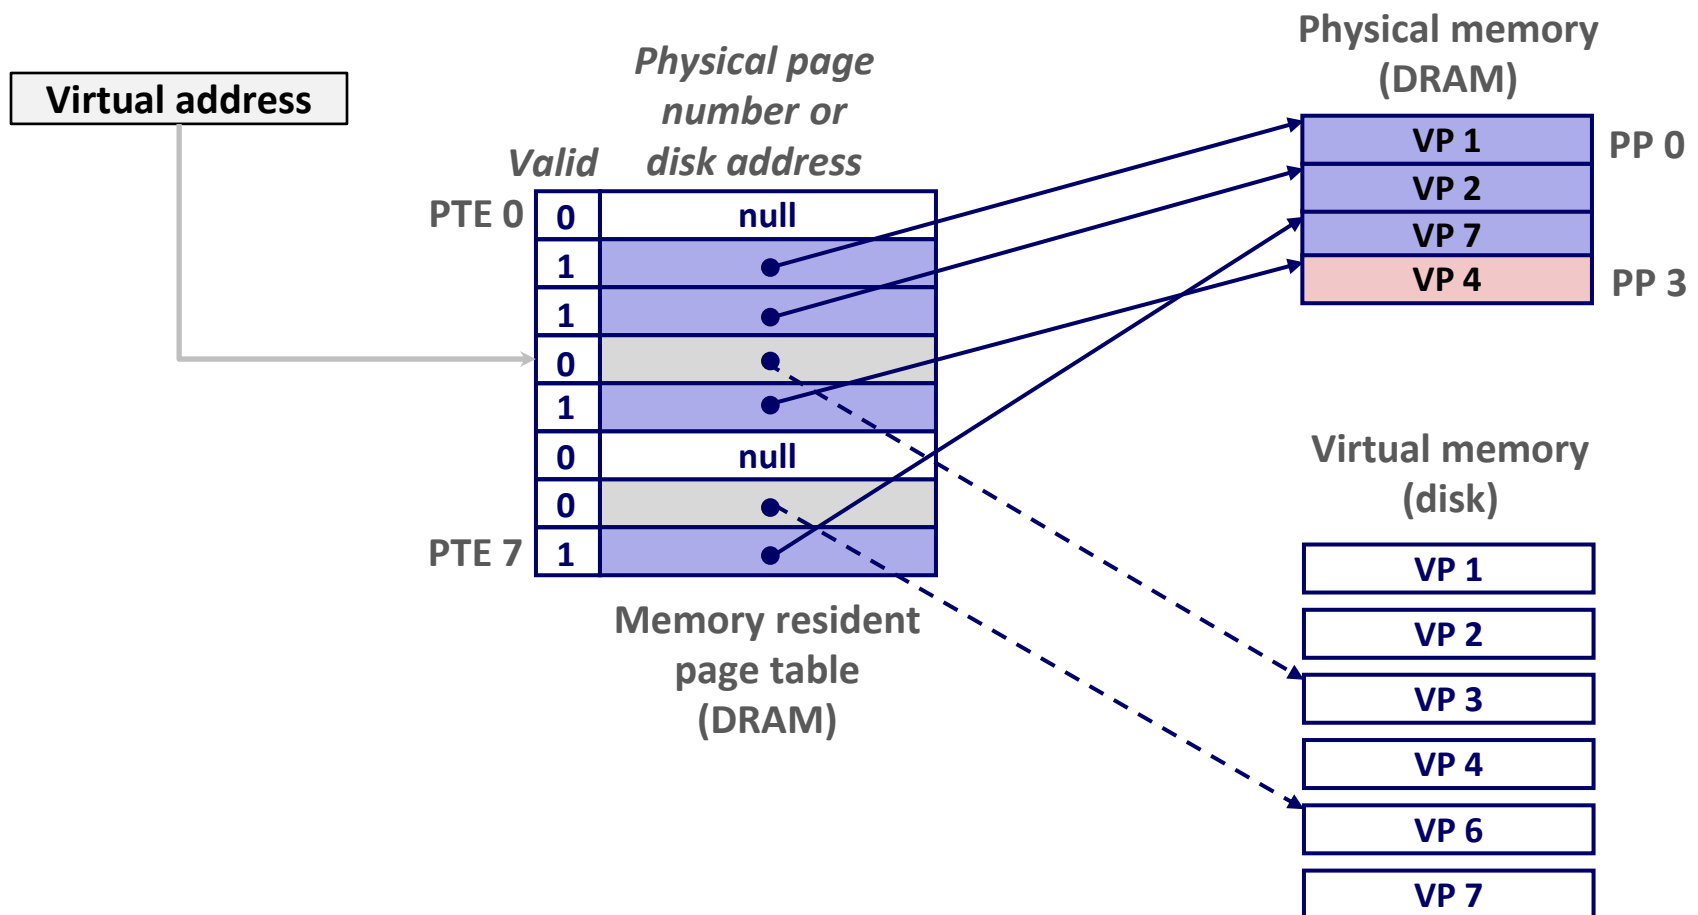 Virtual address
Physical page
number or
disk address
Valid
PTE 0
0
null
1
1
0
1
0
null
0
PTE 7
1
Memory resident
page table
(DRAM)
Physical memory
(DRAM)
VP 1
PP 0
VP 2
VP 7
VP 4
PP 3
Virtual memory
(disk)
VP 1
VP 2
VP 3
VP 4
VP 6
VP 7